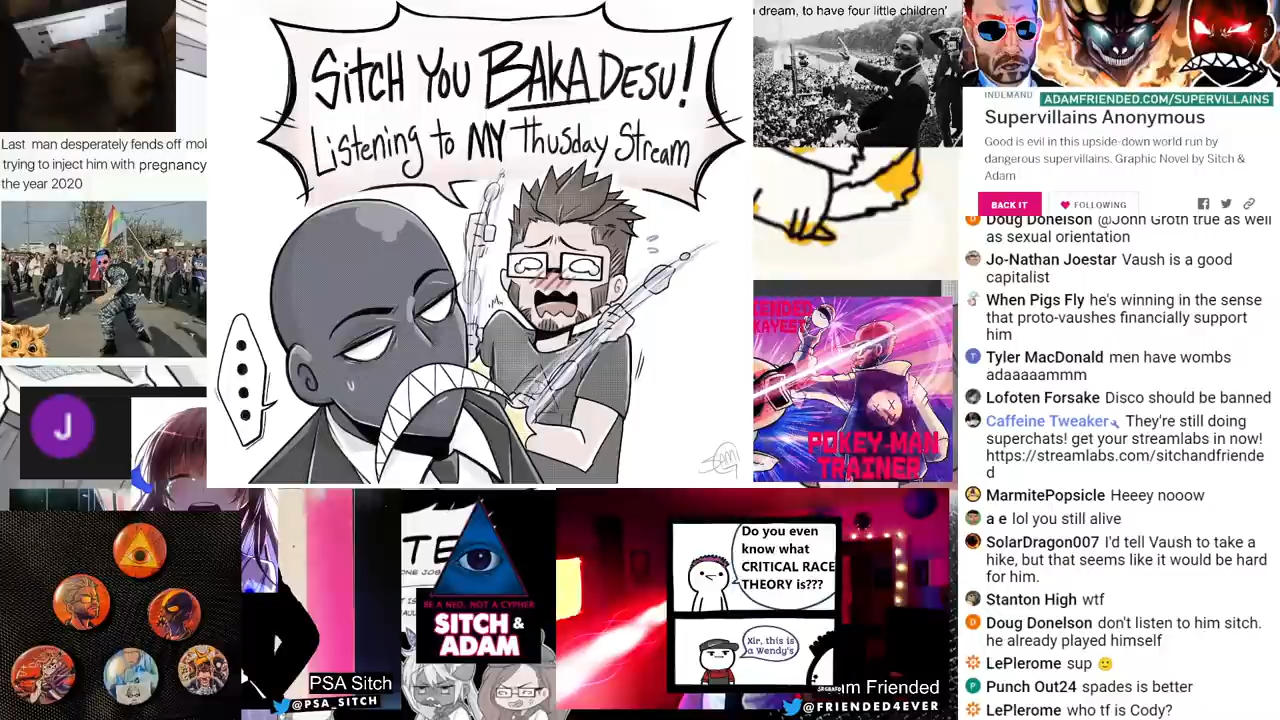 SitcH You BAKA DESU!
Listening to MY Thusday Stream
dream, to have four little children'
Last man desperately fends off
trying to inject him with pregnancy
the year 2020
J
POKEY-MAN
TRAINER
BE A NEO, NOT A CYPHER
SITCH &
ADAM
PSA Sitch
@PSA_SITCH
Do you even
know what
CRITICAL RACE
THEORY is???
Xir, this is
a Wendy's
Friended
@FRIENDED4EVER
INDEMAND
ADAMFRIENDED.COM/SUPERVILLAINS
Supervillains Anonymous
Good is evil in this upside-down world run by
dangerous supervillains. Graphic Novel by Sitch &
Adam
BACK IT
FOLLOWING
Doug Donelson @John Groth true as well
as sexual orientation
Jo-Nathan Joestar Vaush is a good
capitalist
When Pigs Fly he's winning in the sense
that proto-vaushes financially support
him
Tyler MacDonald men have wombs
adaaaaammm
Lofoten Forsake Disco should be banned
Caffeine Tweaker They're still doing
superchats! get your streamlabs in now!
https://streamlabs.com/sitchandfriende
d
MarmitePopsicle Heeey nooow
a e lol you still alive
SolarDragon007 I'd tell Vaush to take a
hike, but that seems like it would be hard
for him.
Stanton High wtf
Doug Donelson don't listen to him sitch.
he already played himself
LePlerome sup
Punch Out24 spades is better
LePlerome who tf is Cody?